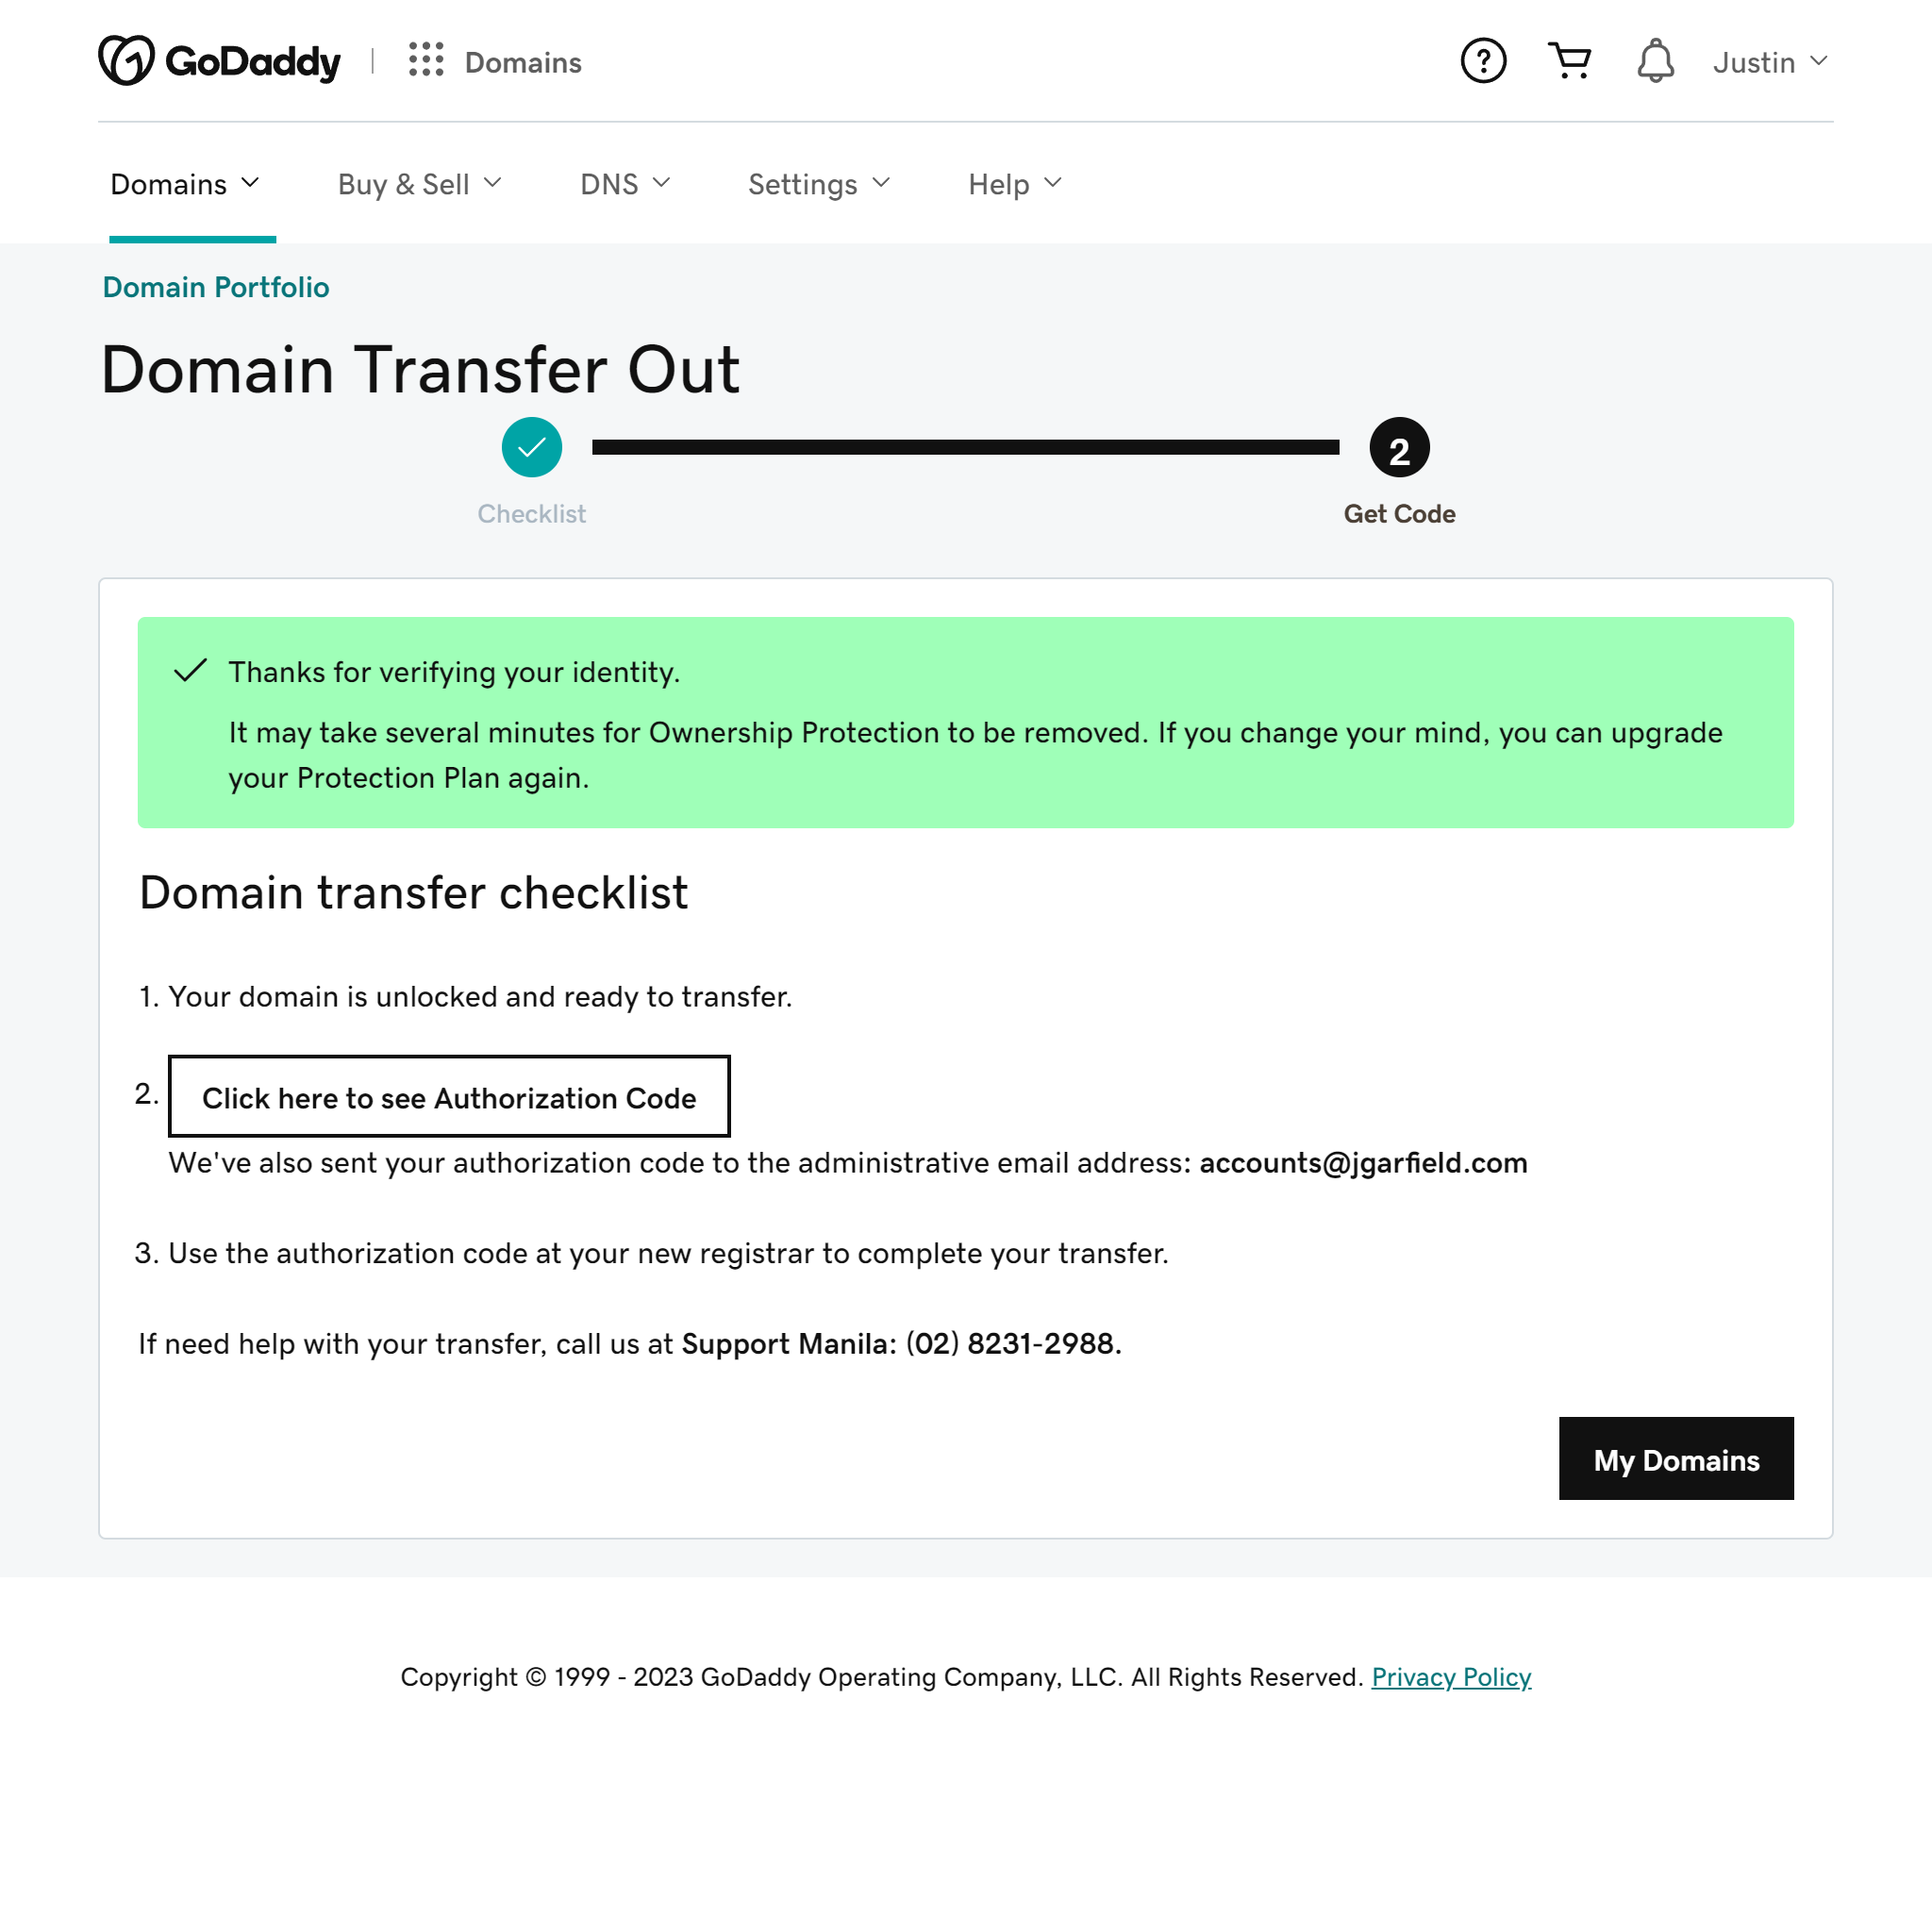 GoDaddy Domains ? Justin
Domains Buy & Sell DNS Settings Help
Domain Portfolio
Domain Transfer Out
2
Checklist Get Code
Thanks for verifying your identity.
It may take several minutes for Ownership Protection to be removed. If you change your mind, you can upgrade
your Protection Plan again.
Domain transfer checklist
1. Your domain is unlocked and ready to transfer.
2. Click here to see Authorization Code
We've also sent your authorization code to the administrative email address: accounts@jgarfield.com
3. Use the authorization code at your new registrar to complete your transfer.
If need help with your transfer, call us at Support Manila: (02) 8231-2988.
My Domains
Copyright © 1999 - 2023 GoDaddy Operating Company, LLC. All Rights Reserved. Privacy Policy